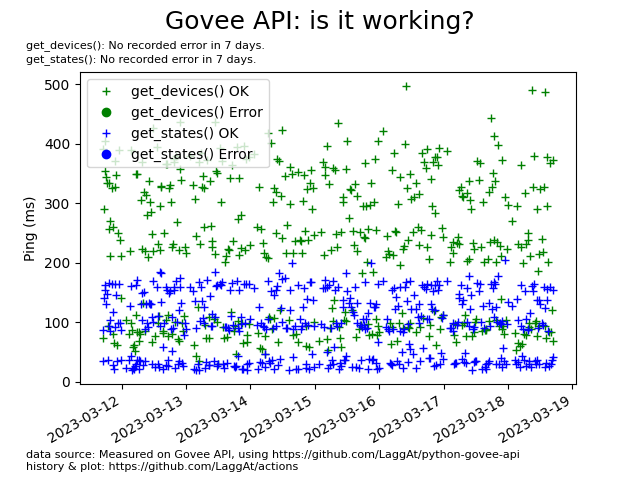 Govee API: is it working?
get_devices(): No recorded error in 7 days.
get_states(): No recorded error in 7 days.
500
400
300
200
100
0
Ping (ms)
get_devices() OK
get_devices() Error
get_states() OK
get_states() Error
2023-03-12
2023-03-13
2023-03-14
2023-03-15
2023-03-16
2023-03-17
2023-03-18
2023-03-19
data source: Measured on Govee API, using https://github.com/LaggAt/python-govee-api
history & plot: https://github.com/LaggAt/actions